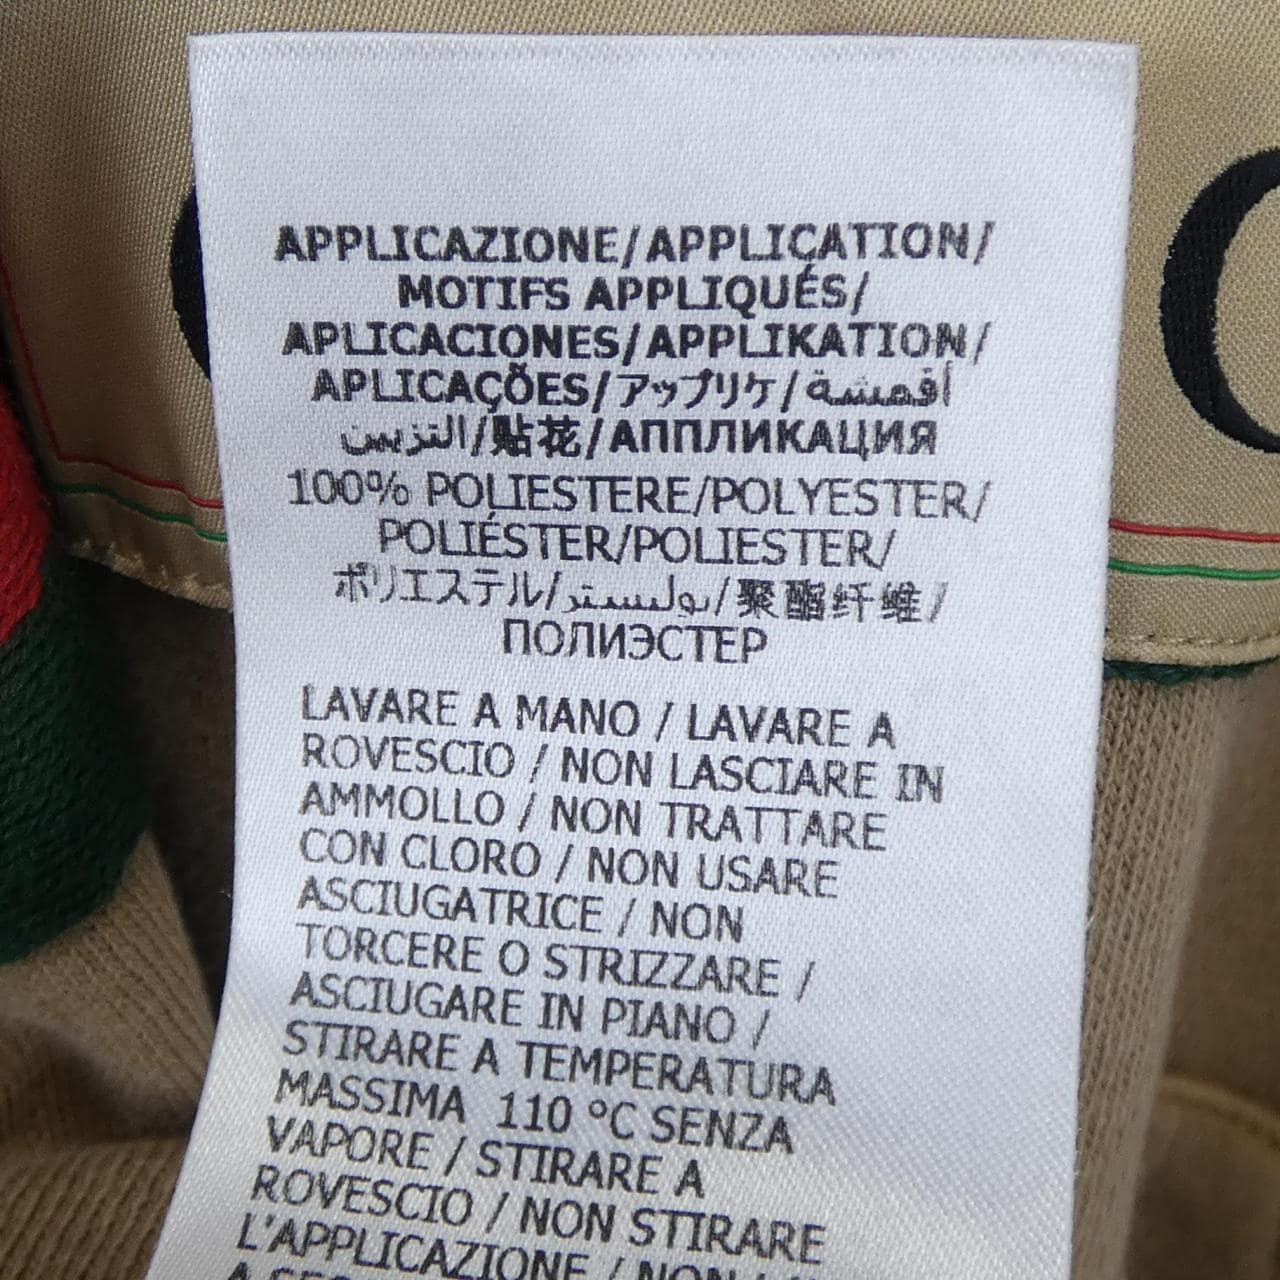 APPLICAZIONE/APPLICATION/
MOTIFS APPLIQUÉS/
APLICACIONES/APPLIKATION/
APLICAÇÕES/アップリケ/أقمشة
التزيين/贴花/АППЛИКАЦИЯ
100% POLIESTERE/POLYESTER/
POLIÉSTER/POLIESTER/
ポリエステル/بوليستر/聚酯纤维/
ПОЛИЭСТЕР
LAVARE A MANO / LAVARE A
ROVESCIO / NON LASCIARE IN
AMMOLLO / NON TRATTARE
CON CLORO / NON USARE
ASCIUGATRICE / NON
TORCERE O STRIZZARE /
ASCIUGARE IN PIANO /
STIRARE A TEMPERATURA
MASSIMA 110 °C SENZA
VAPORE / STIRARE A
ROVESCIO / NON STIRARE
L'APPLICAZIONE / NON